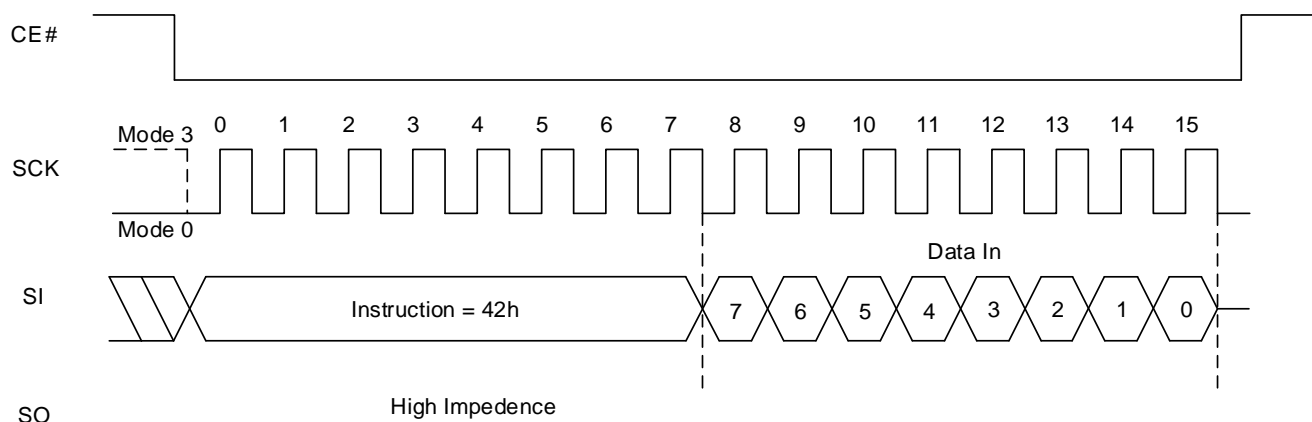 CE#
Mode 3
0 1 2 3 4 5 6 7 8 9 10 11 12 13 14 15
SCK
Mode 0
Data In
SI
Instruction = 42h
7 6 5 4 3 2 1 0
High Impedence
SO